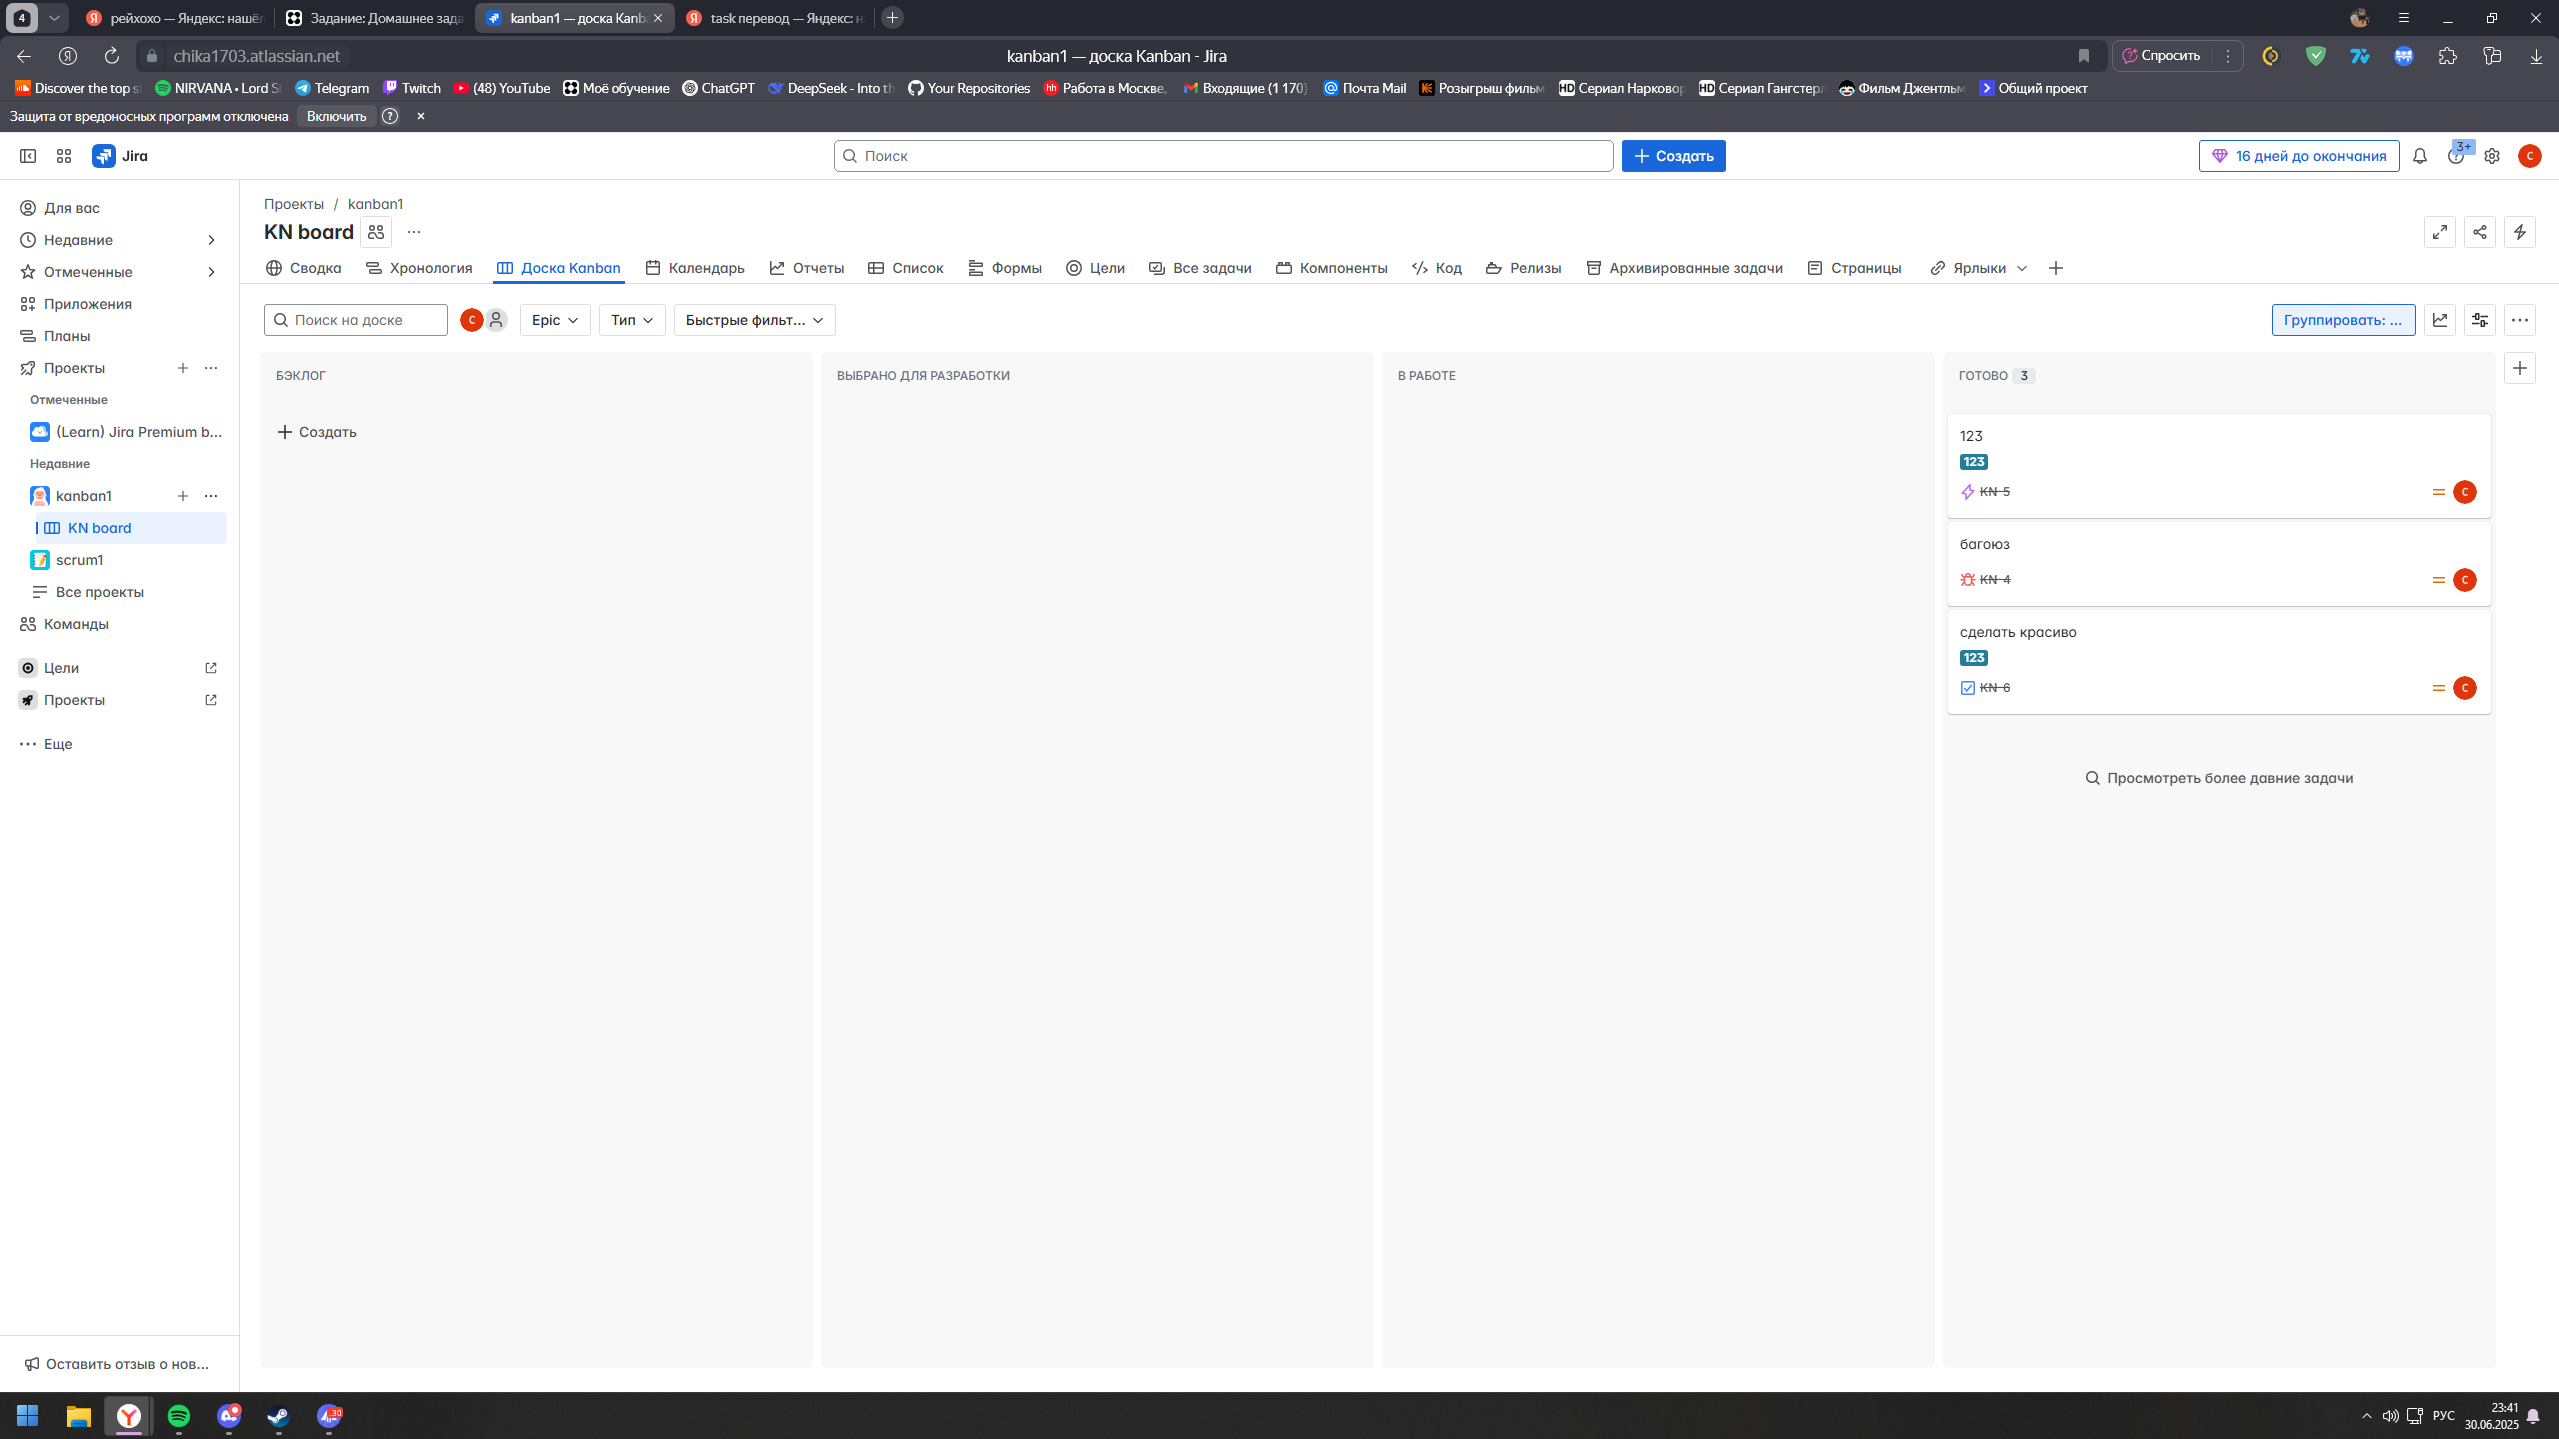 4
рейхохо — Яндекс: нашёл
Задание: Домашнее зада
kanban1 — доска Kanb
task перевод — Яндекс: н
chika1703.atlassian.net
kanban1 — доска Kanban - Jira
Спросить
Discover the top s
NIRVANA • Lord S
Telegram
Twitch
(48) YouTube
Моё обучение
ChatGPT
DeepSeek - Into th
Your Repositories
Работа в Москве,
Входящие (1 170)
Почта Mail
Розыгрыш фильм
Сериал Нарковор
Сериал Гангстерл
Фильм Джентльм
Общий проект
Защита от вредоносных программ отключена
Включить
Jira
Поиск
Создать
16 дней до окончания
3+
C
Для вас
Недавние
Отмеченные
Приложения
Планы
Проекты
Отмеченные
(Learn) Jira Premium b...
Недавние
kanban1
KN board
scrum1
Все проекты
Команды
Цели
Проекты
Еще
Оставить отзыв о нов...
Проекты / kanban1
KN board
Сводка
Хронология
Доска Kanban
Календарь
Отчеты
Список
Формы
Цели
Все задачи
Компоненты
Код
Релизы
Архивированные задачи
Страницы
Ярлыки
Поиск на доске
C
Epic
Тип
Быстрые фильт...
Группировать: ...
БЭКЛОГ
Создать
ВЫБРАНО ДЛЯ РАЗРАБОТКИ
В РАБОТЕ
ГОТОВО 3
123
123
KN-5
C
багоюз
KN-4
C
сделать красиво
123
KN-6
C
Просмотреть более давние задачи
30
РУС
23:41
30.06.2025